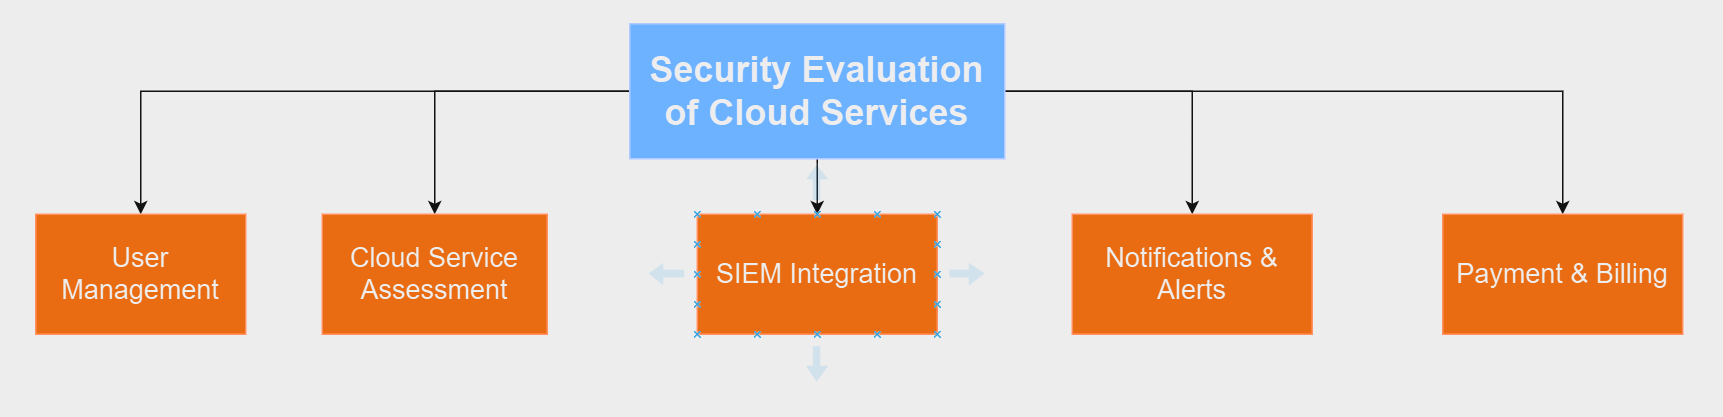 Security Evaluation
of Cloud Services
User
Management
Cloud Service
Assessment
SIEM Integration
Notifications &
Alerts
Payment & Billing